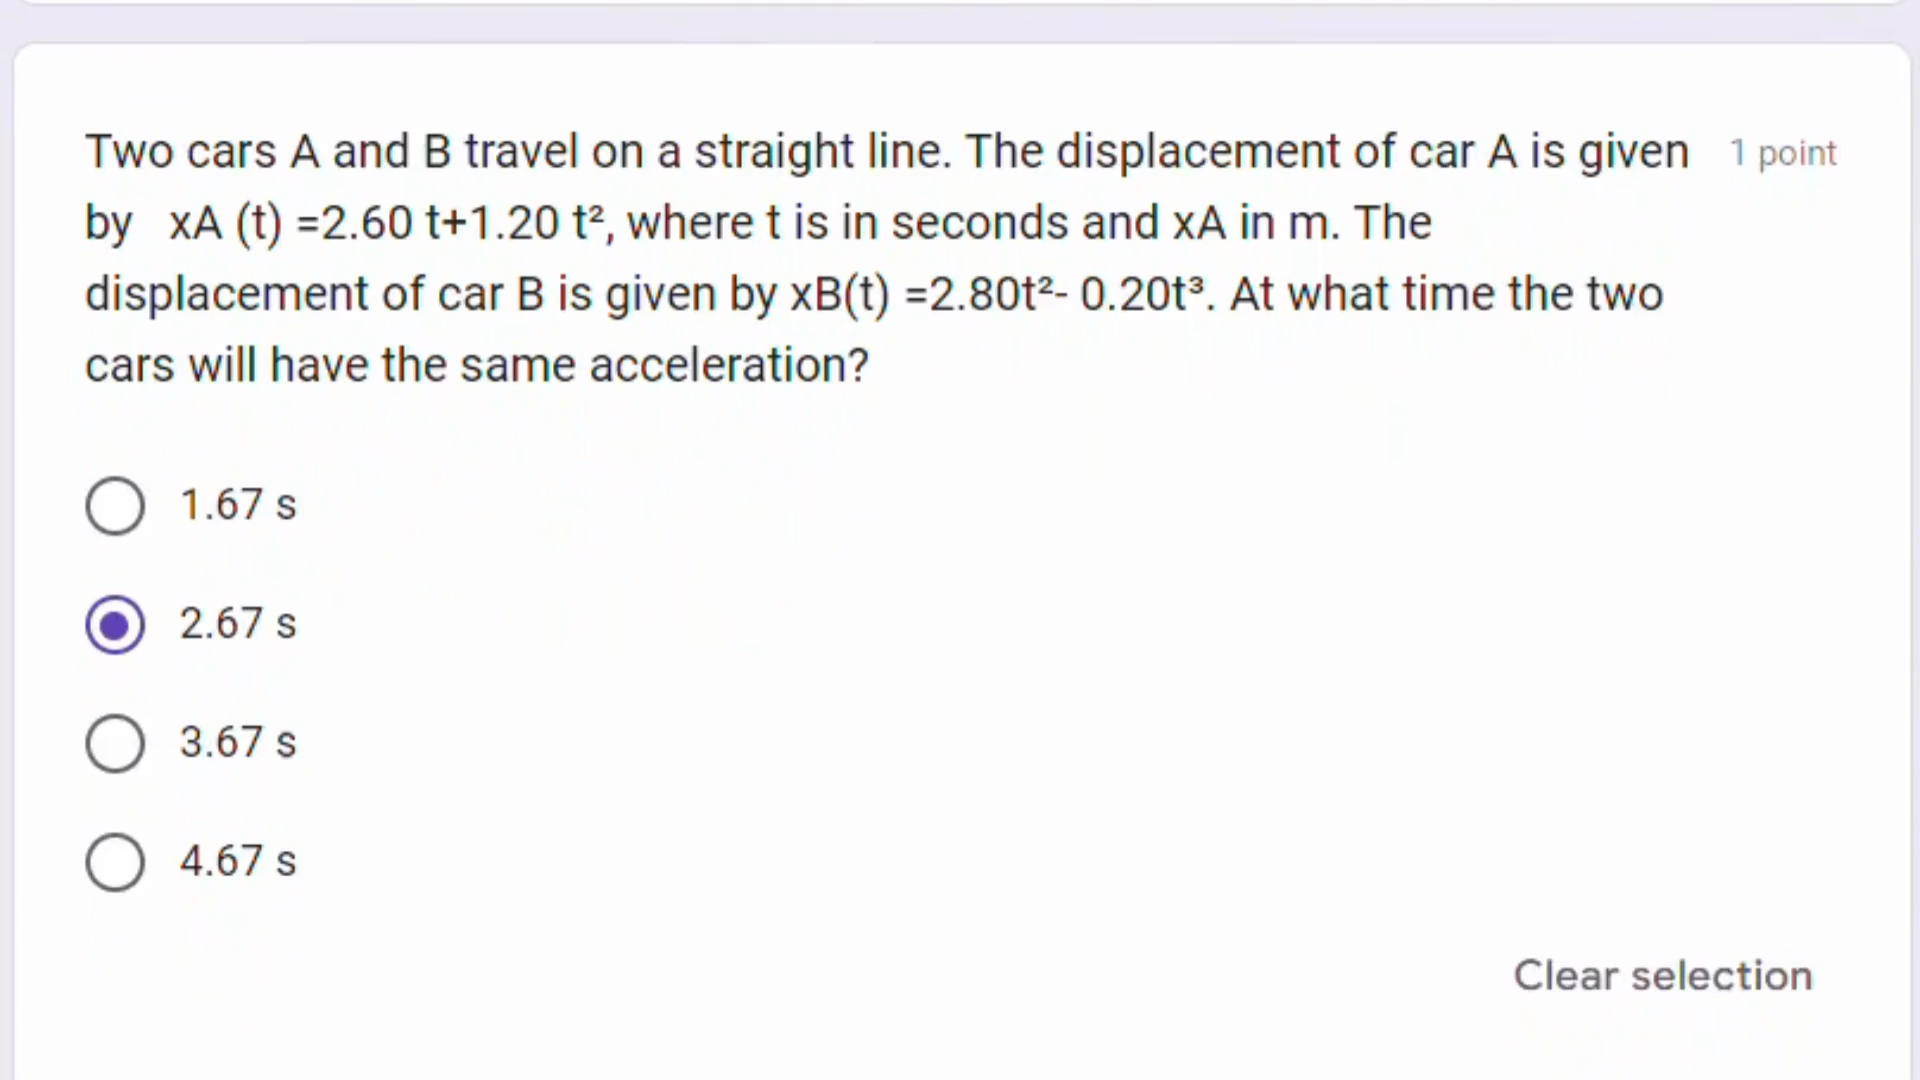 Two cars A and B travel on a straight line. The displacement of car A is given 1 point
by xA (t) =2.60 t+1.20 t², where t is in seconds and xA in m. The
displacement of car B is given by xB(t) =2.80t²- 0.20t³. At what time the two
cars will have the same acceleration?
1.67 s
2.67 s
3.67 s
4.67 s
Clear selection